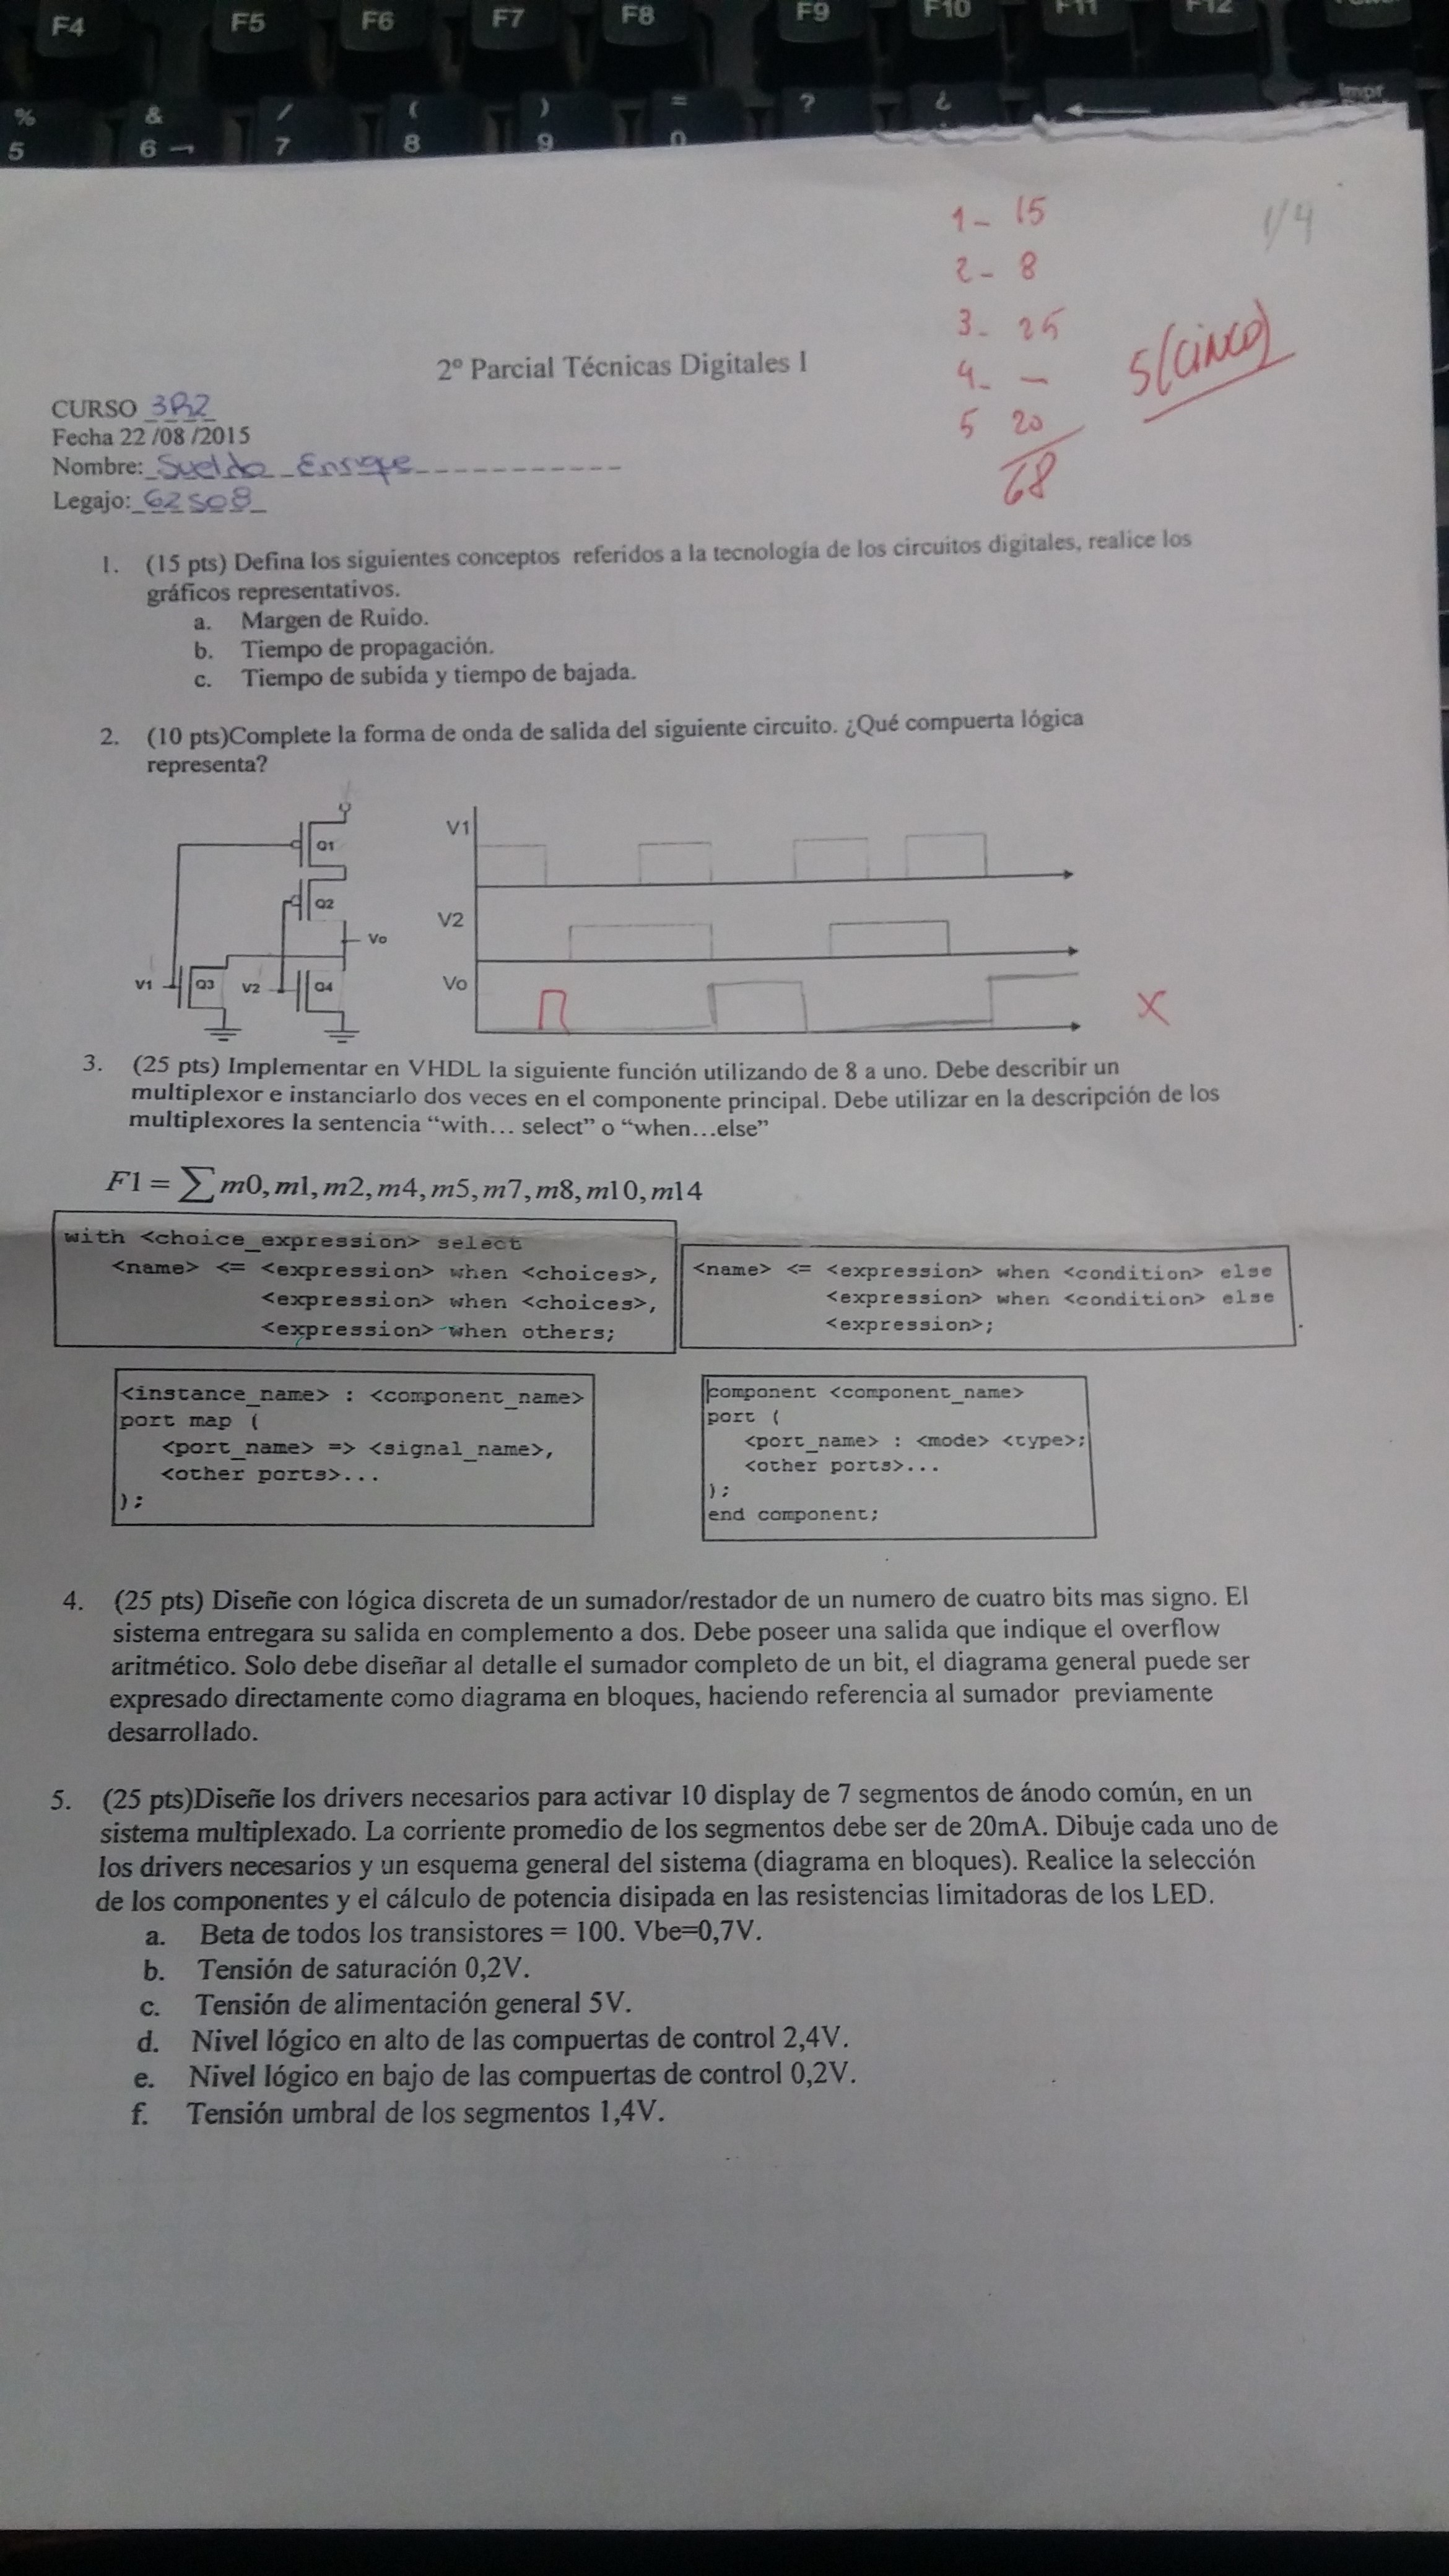 F4 F5 F6 F7 F8 F9 F10 F11 F12
% & / ( ) = ? ¿ Impr
5 6 ¬ 7 8 9 0
1 - 15
2 - 8
3 - 25
4 - —
5 20
68
5 (cinco)
1/4
2º Parcial Técnicas Digitales I
CURSO 3R2
Fecha 22 /08 /2015
Nombre: Sueldo Enrique
Legajo: 62508
1. (15 pts) Defina los siguientes conceptos referidos a la tecnología de los circuitos digitales, realice los
gráficos representativos.
a. Margen de Ruido.
b. Tiempo de propagación.
c. Tiempo de subida y tiempo de bajada.
2. (10 pts)Complete la forma de onda de salida del siguiente circuito. ¿Qué compuerta lógica
representa?
Q1
Q2
Vo
V1 Q3 V2 Q4
V1
V2
Vo
X
3. (25 pts) Implementar en VHDL la siguiente función utilizando de 8 a uno. Debe describir un
multiplexor e instanciarlo dos veces en el componente principal. Debe utilizar en la descripción de los
multiplexores la sentencia “with… select” o “when…else”
F1 = ∑ m0, m1, m2, m4, m5, m7, m8, m10, m14
with <choice_expression> select
<name> <= <expression> when <choices>,
<expression> when <choices>,
<expression> when others;
<name> <= <expression> when <condition> else
<expression> when <condition> else
<expression>;
.
<instance_name> : <component_name>
port map (
<port_name> => <signal_name>,
<other ports>...
);
component <component_name>
port (
<port_name> : <mode> <type>;
<other ports>...
);
end component;
4. (25 pts) Diseñe con lógica discreta de un sumador/restador de un numero de cuatro bits mas signo. El
sistema entregara su salida en complemento a dos. Debe poseer una salida que indique el overflow
aritmético. Solo debe diseñar al detalle el sumador completo de un bit, el diagrama general puede ser
expresado directamente como diagrama en bloques, haciendo referencia al sumador previamente
desarrollado.
5. (25 pts)Diseñe los drivers necesarios para activar 10 display de 7 segmentos de ánodo común, en un
sistema multiplexado. La corriente promedio de los segmentos debe ser de 20mA. Dibuje cada uno de
los drivers necesarios y un esquema general del sistema (diagrama en bloques). Realice la selección
de los componentes y el cálculo de potencia disipada en las resistencias limitadoras de los LED.
a. Beta de todos los transistores = 100. Vbe=0,7V.
b. Tensión de saturación 0,2V.
c. Tensión de alimentación general 5V.
d. Nivel lógico en alto de las compuertas de control 2,4V.
e. Nivel lógico en bajo de las compuertas de control 0,2V.
f. Tensión umbral de los segmentos 1,4V.